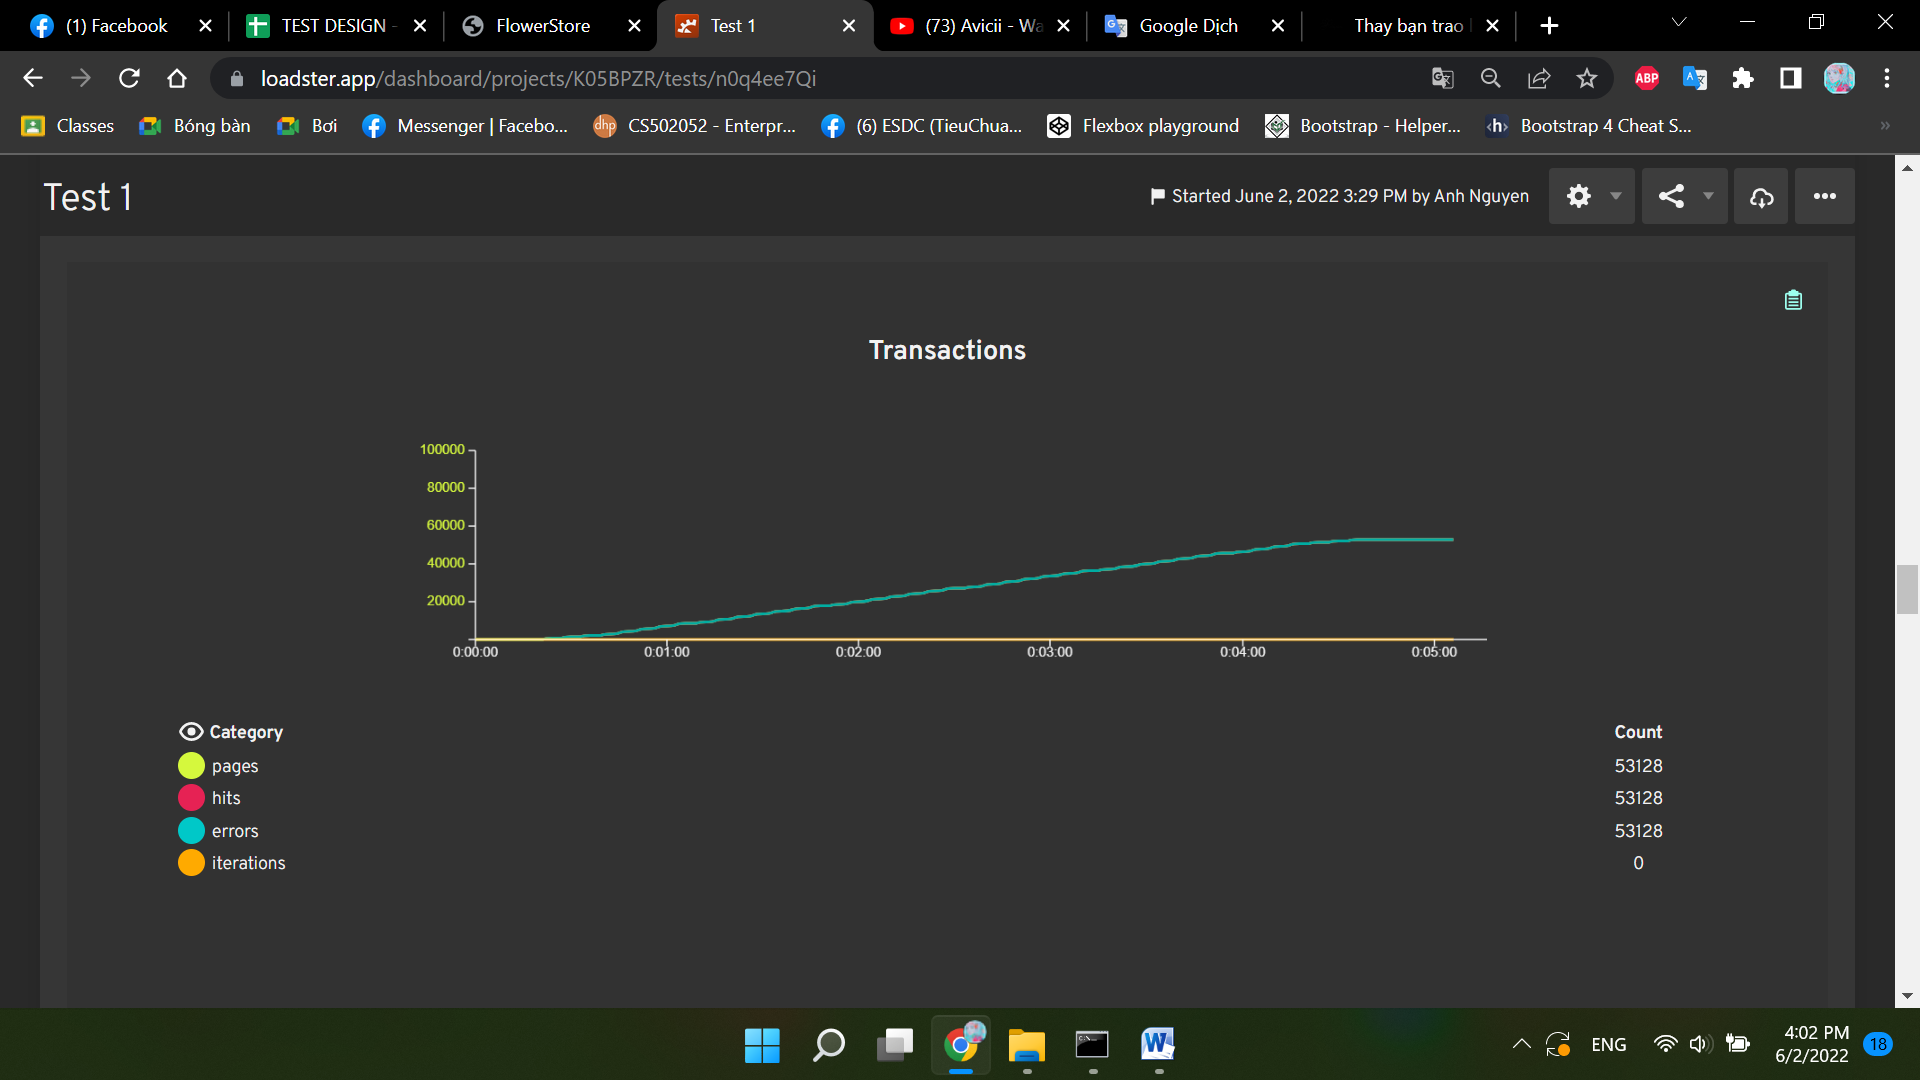 (1) Facebook
TEST DESIGN -
FlowerStore
Test 1
(73) Avicii - Wa
Google Dịch
Thay bạn trao
loadster.app/dashboard/projects/K05BPZR/tests/n0q4ee7Qi
ABP
Classes
Bóng bàn
Bơi
Messenger | Facebo...
dhp
CS502052 - Enterpr...
(6) ESDC (TieuChua...
Flexbox playground
Bootstrap - Helper...
<h>
Bootstrap 4 Cheat S...
»
Test 1
Started June 2, 2022 3:29 PM by Anh Nguyen
Transactions
100000
80000
60000
40000
20000
0:00:00
0:01:00
0:02:00
0:03:00
0:04:00
0:05:00
Category
Count
pages
53128
hits
53128
errors
53128
iterations
0
ENG
4:02 PM
6/2/2022
18